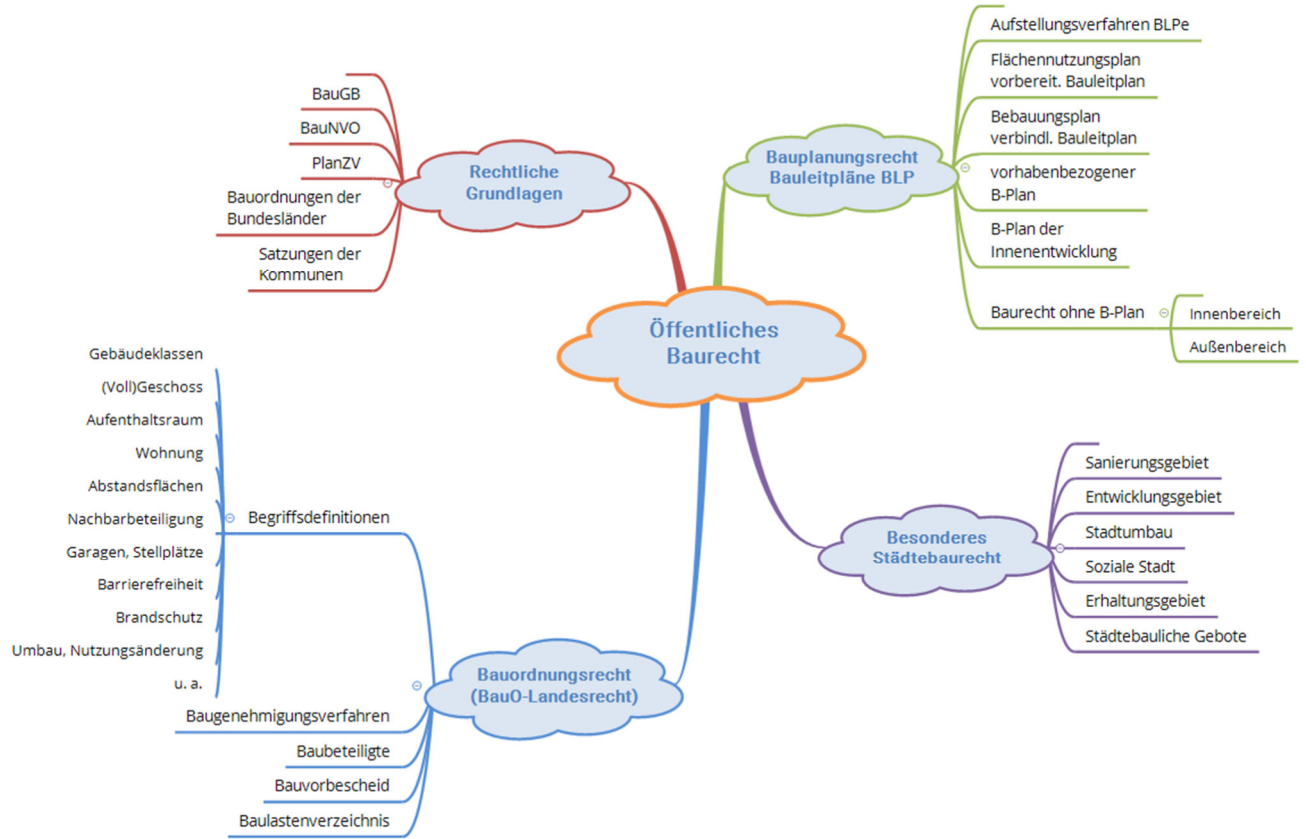 Öffentliches
Baurecht
Rechtliche
Grundlagen
BauGB
BauNVO
PlanZV
Bauordnungen der
Bundesländer
Satzungen der
Kommunen
Bauplanungsrecht
Bauleitpläne BLP
Aufstellungsverfahren BLPe
Flächennutzungsplan
vorbereit. Bauleitplan
Bebauungsplan
verbindl. Bauleitplan
vorhabenbezogener
B-Plan
B-Plan der
Innenentwicklung
Baurecht ohne B-Plan
Innenbereich
Außenbereich
Besonderes
Städtebaurecht
Sanierungsgebiet
Entwicklungsgebiet
Stadtumbau
Soziale Stadt
Erhaltungsgebiet
Städtebauliche Gebote
Bauordnungsrecht
(BauO-Landesrecht)
Begriffsdefinitionen
Gebäudeklassen
(Voll)Geschoss
Aufenthaltsraum
Wohnung
Abstandsflächen
Nachbarbeteiligung
Garagen, Stellplätze
Barrierefreiheit
Brandschutz
Umbau, Nutzungsänderung
u. a.
Baugenehmigungsverfahren
Baubeteiligte
Bauvorbescheid
Baulastenverzeichnis